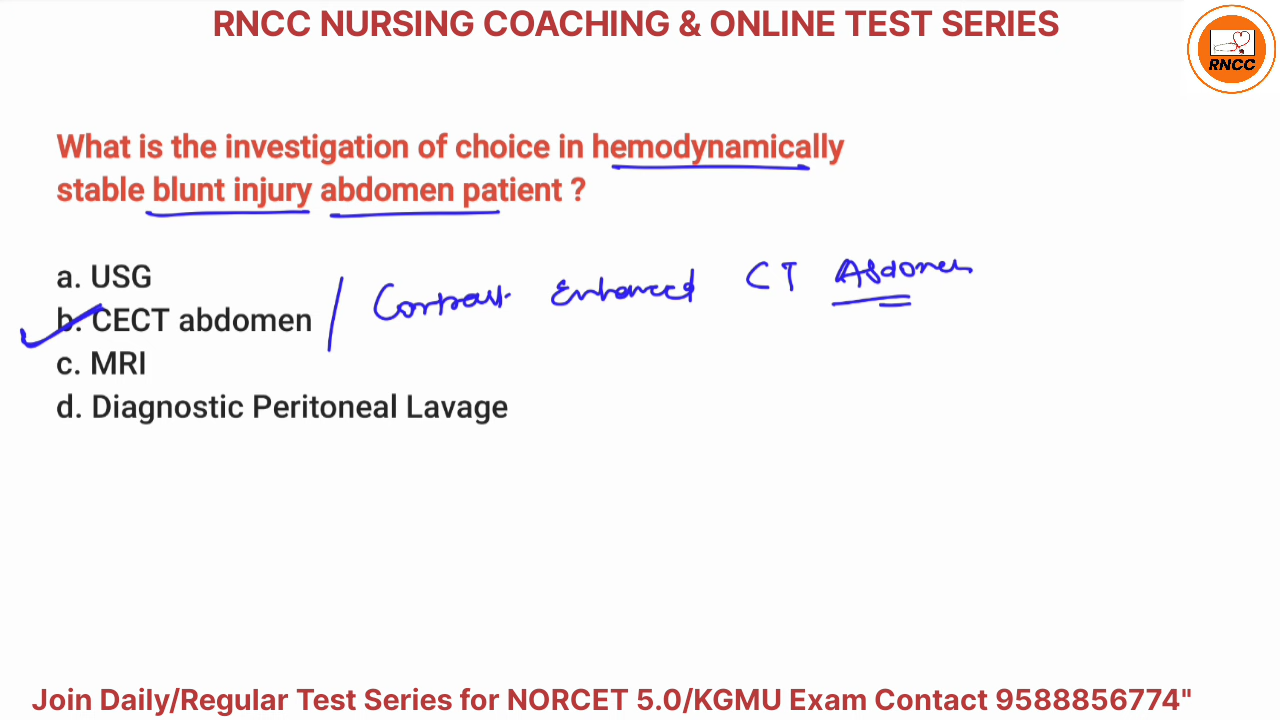 RNCC NURSING COACHING & ONLINE TEST SERIES
RNCC
What is the investigation of choice in hemodynamically
stable blunt injury abdomen patient ?
a. USG
b. CECT abdomen / Contrast Enhanced CT Abdomen
c. MRI
d. Diagnostic Peritoneal Lavage
Join Daily/Regular Test Series for NORCET 5.0/KGMU Exam Contact 9588856774"